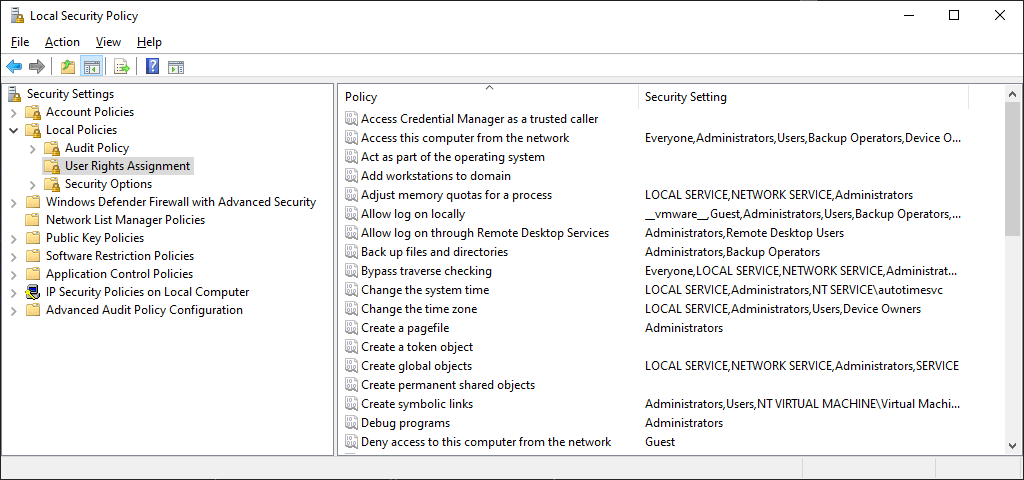 Local Security Policy
File Action View Help
Security Settings
Account Policies
Local Policies
Audit Policy
User Rights Assignment
Security Options
Windows Defender Firewall with Advanced Security
Network List Manager Policies
Public Key Policies
Software Restriction Policies
Application Control Policies
IP Security Policies on Local Computer
Advanced Audit Policy Configuration
Policy Security Setting
Access Credential Manager as a trusted caller
Access this computer from the network Everyone,Administrators,Users,Backup Operators,Device O...
Act as part of the operating system
Add workstations to domain
Adjust memory quotas for a process LOCAL SERVICE,NETWORK SERVICE,Administrators
Allow log on locally __vmware__,Guest,Administrators,Users,Backup Operators,...
Allow log on through Remote Desktop Services Administrators,Remote Desktop Users
Back up files and directories Administrators,Backup Operators
Bypass traverse checking Everyone,LOCAL SERVICE,NETWORK SERVICE,Administrat...
Change the system time LOCAL SERVICE,Administrators,NT SERVICE\autotimesvc
Change the time zone LOCAL SERVICE,Administrators,Users,Device Owners
Create a pagefile Administrators
Create a token object
Create global objects LOCAL SERVICE,NETWORK SERVICE,Administrators,SERVICE
Create permanent shared objects
Create symbolic links Administrators,Users,NT VIRTUAL MACHINE\Virtual Machi...
Debug programs Administrators
Deny access to this computer from the network Guest